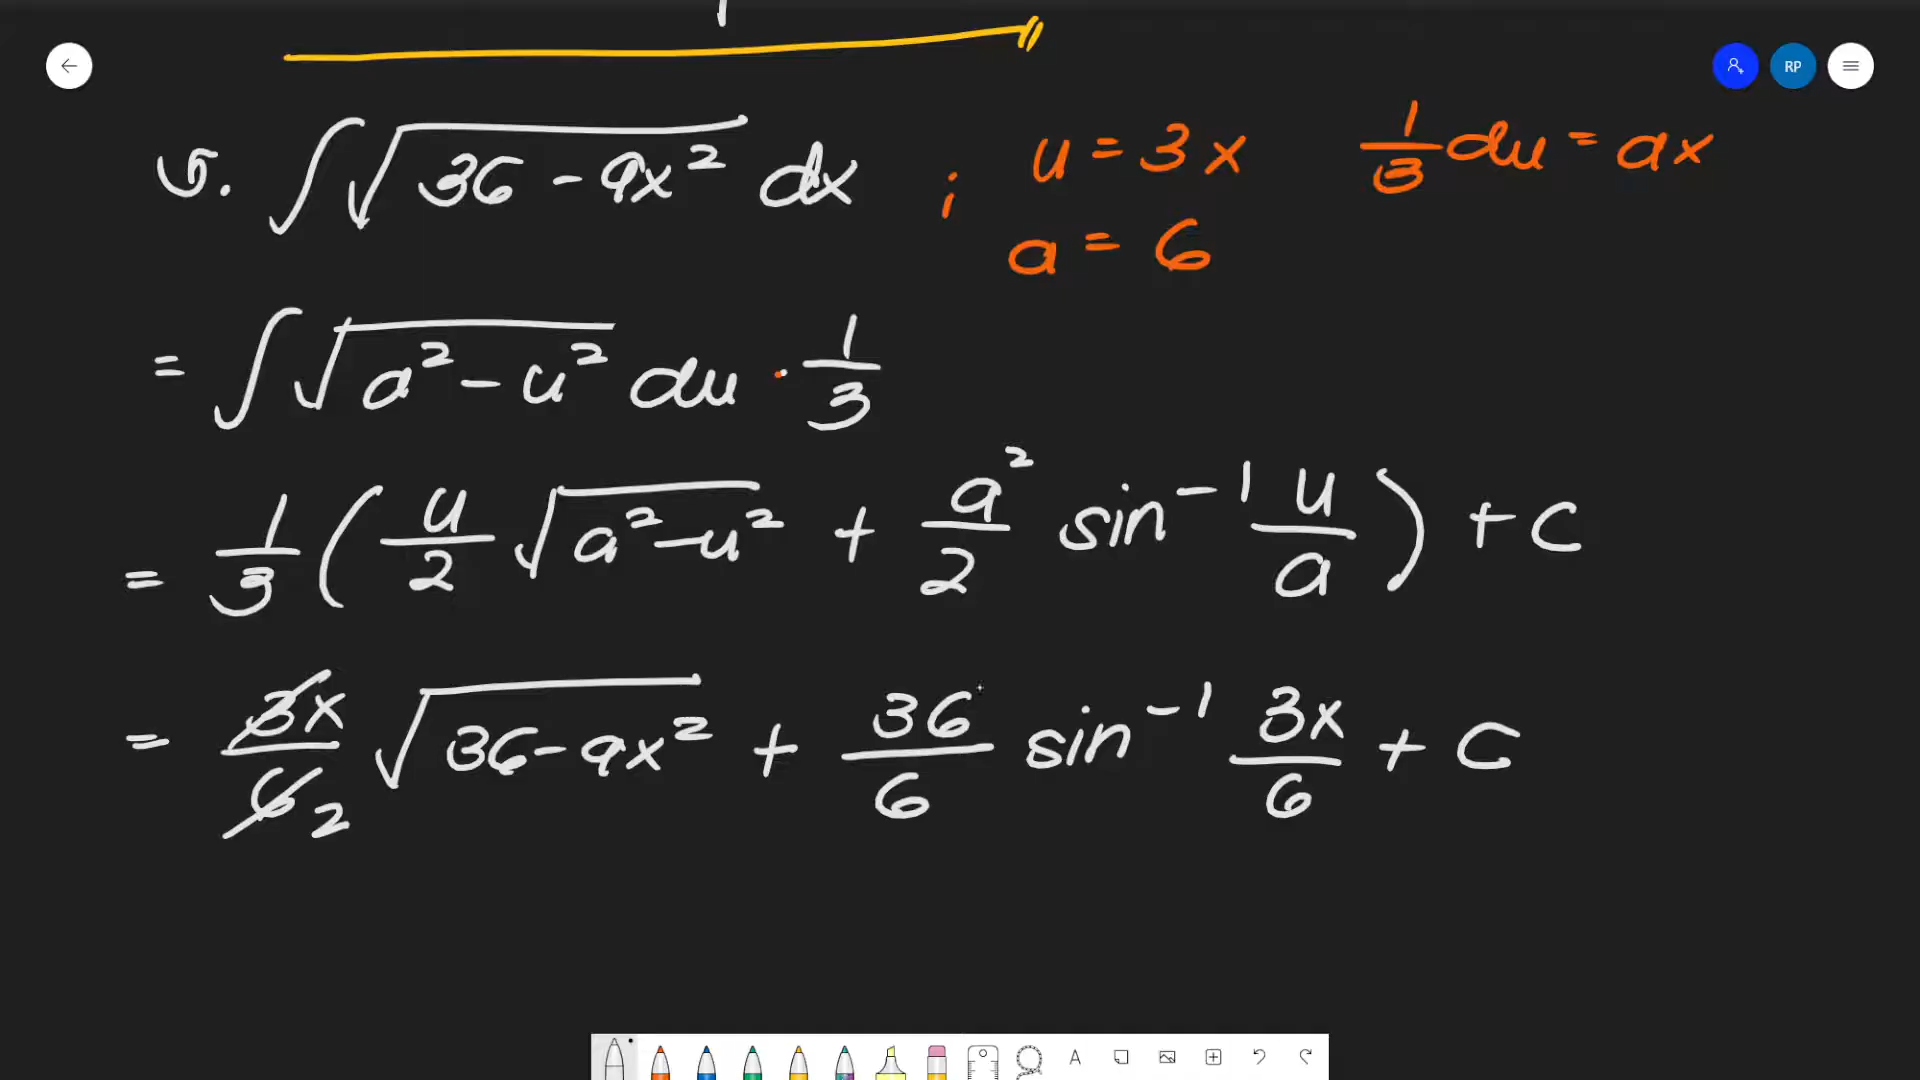 RP
5. ∫ √(36 - 9x²) dx ; u = 3x 1/3 du = dx
a = 6
= ∫ √(a² - u²) du · 1/3
= 1/3 ( u/2 √(a² - u²) + a²/2 sin⁻¹ u/a ) + C
= 3x/6 2 √(36 - 9x²) + 36/6 sin⁻¹ 3x/6 + C
A